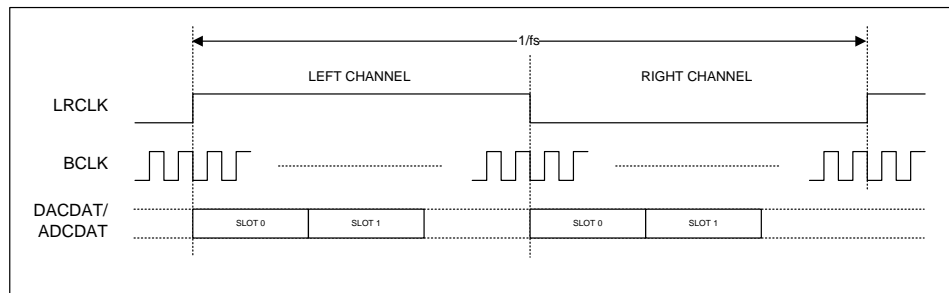 1/fs
LEFT CHANNEL RIGHT CHANNEL
LRCLK
BCLK
DACDAT/
ADCDAT
SLOT 0 SLOT 1 SLOT 0 SLOT 1